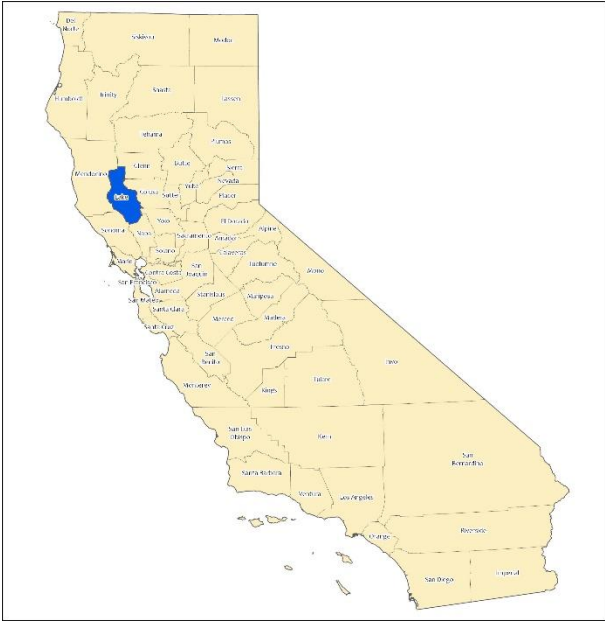 Del
Norte
Siskiyou
Modoc
Humboldt
Trinity
Shasta
Lassen
Tehama
Plumas
Mendocino
Glenn
Butte
Sierra
Nevada
Yuba
Placer
Lake
Colusa
Sutter
Yolo
El Dorado
Alpine
Sonoma
Napa
Sacramento
Amador
Solano
Calaveras
Tuolumne
Mono
Marin
Contra Costa
San
Joaquin
San Francisco
Alameda
San Mateo
Stanislaus
Mariposa
Santa Clara
Merced
Madera
Santa Cruz
Fresno
San
Benito
Inyo
Monterey
Kings
Tulare
San Luis
Obispo
Kern
San
Bernardino
Santa Barbara
Ventura
Los Angeles
Orange
Riverside
San Diego
Imperial